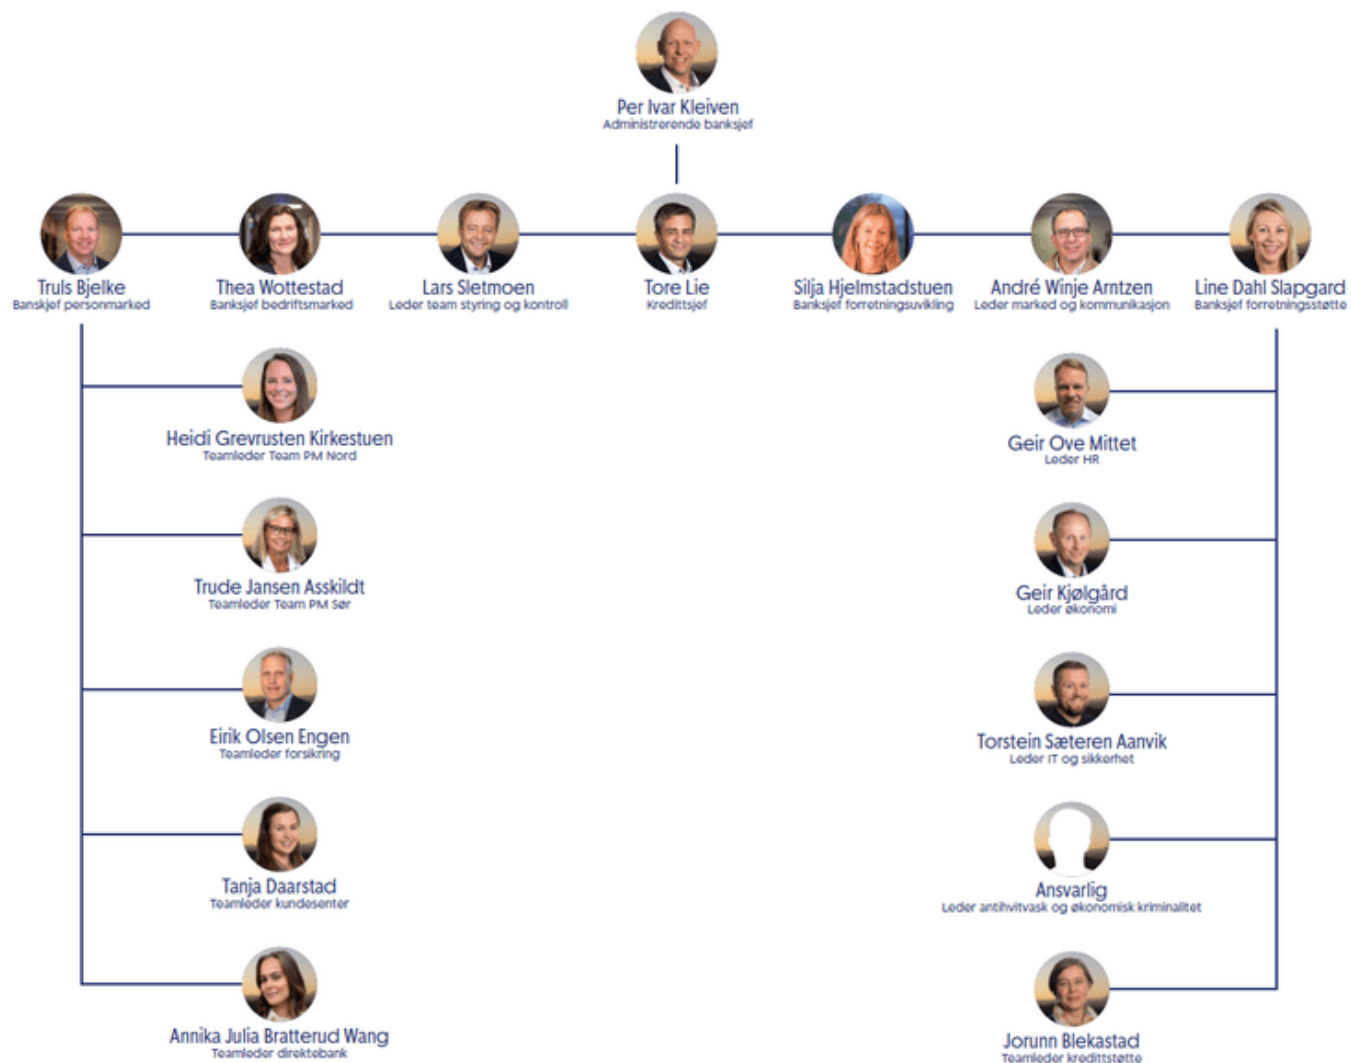 Per Ivar Kleiven
Administrerende banksjef
Truls Bjelke
Banskjef personmarked
Thea Wottestad
Banksjef bedriftsmarked
Lars Sletmoen
Leder team styring og kontroll
Tore Lie
Kredittsjef
Silja Hjelmstadstuen
Banksjef forretningsuvikling
André Winje Arntzen
Leder marked og kommunikasjon
Line Dahl Slapgard
Banksjef forretningsstøtte
Heidi Grevrusten Kirkestuen
Teamleder Team PM Nord
Trude Jansen Asskildt
Teamleder Team PM Sør
Eirik Olsen Engen
Teamleder forsikring
Tanja Daarstad
Teamleder kundesenter
Annika Julia Bratterud Wang
Teamleder direktebank
Geir Ove Mittet
Leder HR
Geir Kjølgård
Leder økonomi
Torstein Sæteren Aanvik
Leder IT og sikkerhet
Ansvarlig
Leder antihvitvask og økonomisk kriminalitet
Jorunn Blekastad
Teamleder kredittstøtte